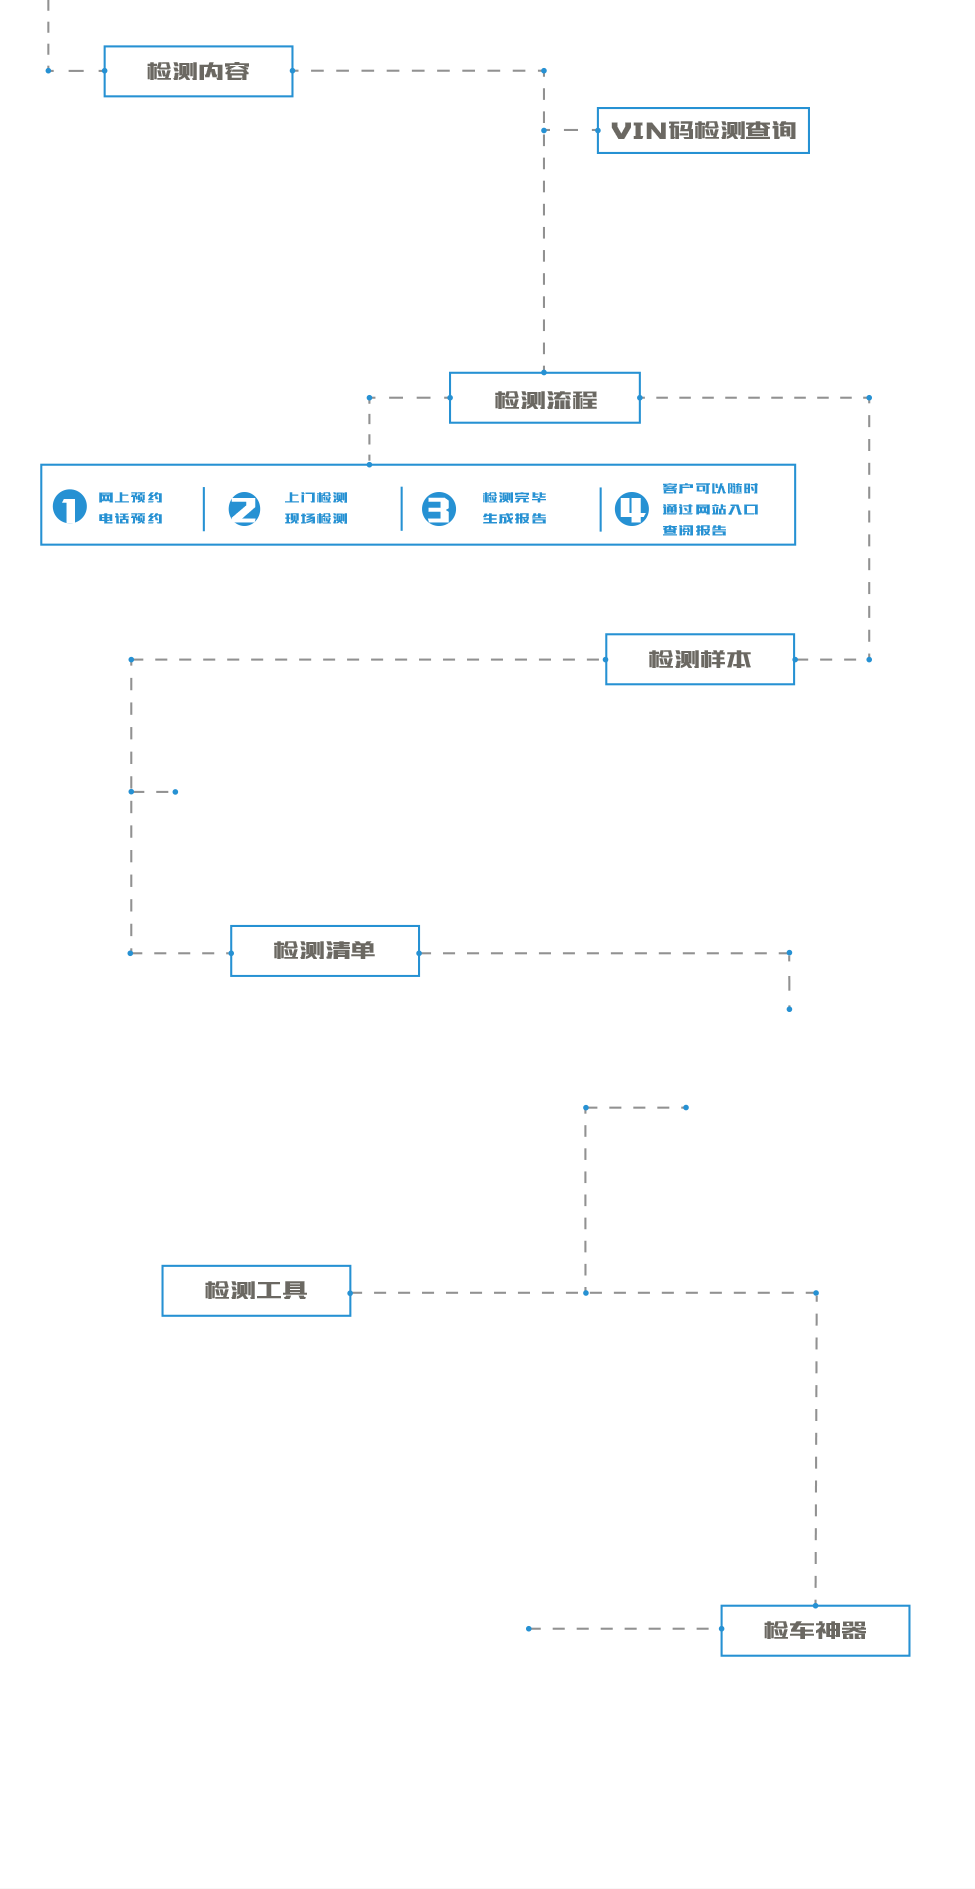 检测内容
VIN码检测查询
检测流程
1
网上预约
电话预约
2
上门检测
现场检测
3
检测完毕
生成报告
4
客户可以随时
通过网站入口
查阅报告
检测样本
检测清单
检测工具
检车神器